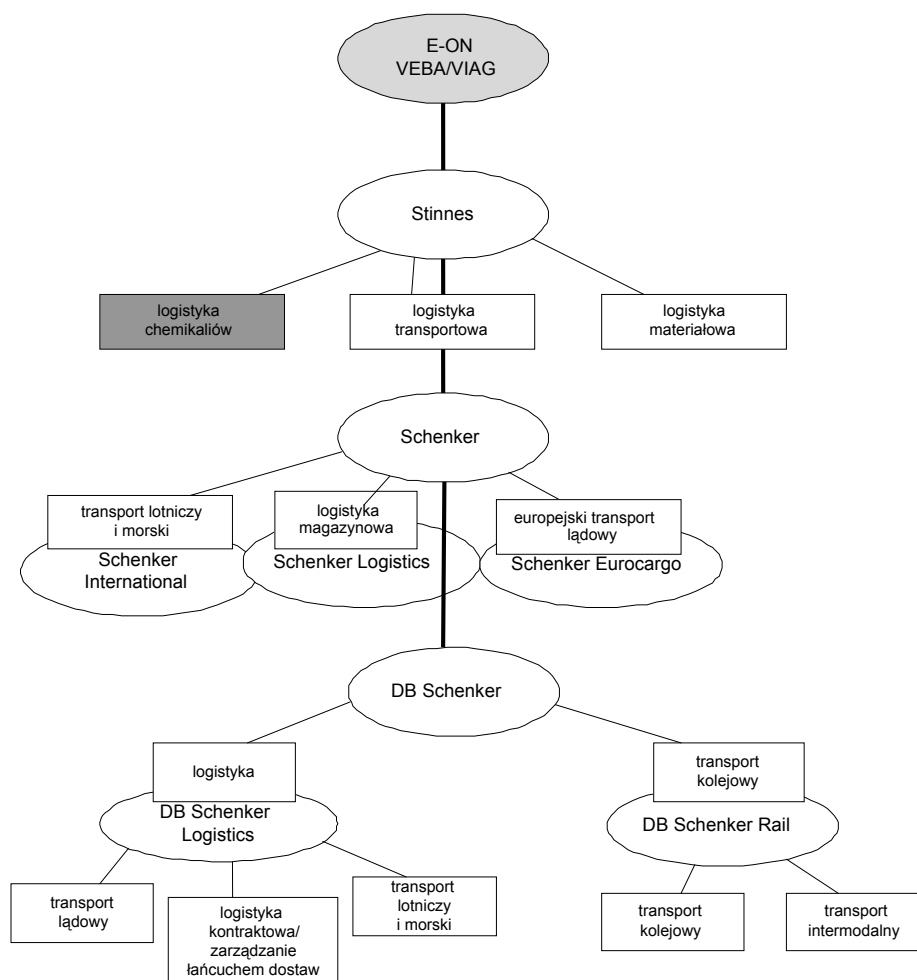 E-ON
VEBA/VIAG
Stinnes
logistyka
chemikaliów
logistyka
transportowa
logistyka
materiałowa
Schenker
transport lotniczy
i morski
logistyka
magazynowa
europejski transport
lądowy
Schenker
International
Schenker Logistics
Schenker Eurocargo
DB Schenker
logistyka
transport
kolejowy
DB Schenker
Logistics
DB Schenker Rail
transport
lądowy
logistyka
kontraktowa/
zarządzanie
łańcuchem dostaw
transport
lotniczy
i morski
transport
kolejowy
transport
intermodalny